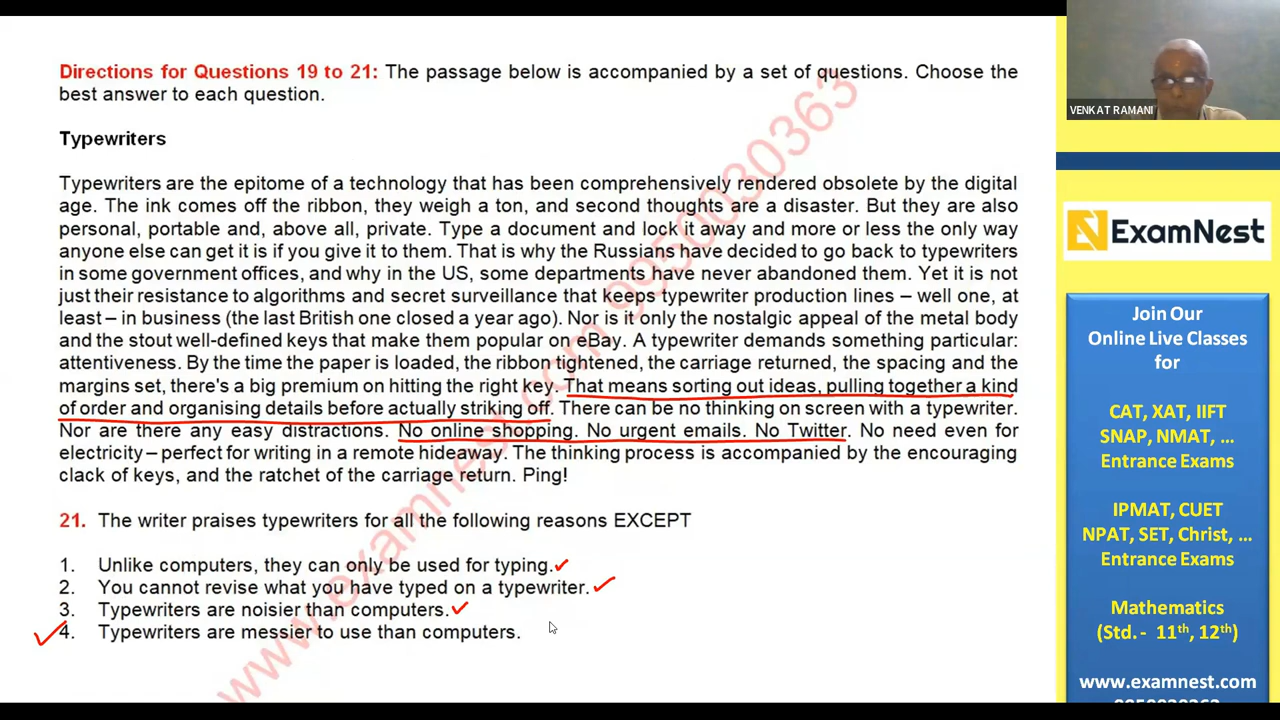 Directions for Questions 19 to 21: The passage below is accompanied by a set of questions. Choose the
best answer to each question.
Typewriters
Typewriters are the epitome of a technology that has been comprehensively rendered obsolete by the digital
age. The ink comes off the ribbon, they weigh a ton, and second thoughts are a disaster. But they are also
personal, portable and, above all, private. Type a document and lock it away and more or less the only way
anyone else can get it is if you give it to them. That is why the Russians have decided to go back to typewriters
in some government offices, and why in the US, some departments have never abandoned them. Yet it is not
just their resistance to algorithms and secret surveillance that keeps typewriter production lines – well one, at
least – in business (the last British one closed a year ago). Nor is it only the nostalgic appeal of the metal body
and the stout well-defined keys that make them popular on eBay. A typewriter demands something particular:
attentiveness. By the time the paper is loaded, the ribbon tightened, the carriage returned, the spacing and the
margins set, there's a big premium on hitting the right key. That means sorting out ideas, pulling together a kind
of order and organising details before actually striking off. There can be no thinking on screen with a typewriter.
Nor are there any easy distractions. No online shopping. No urgent emails. No Twitter. No need even for
electricity – perfect for writing in a remote hideaway. The thinking process is accompanied by the encouraging
clack of keys, and the ratchet of the carriage return. Ping!
21. The writer praises typewriters for all the following reasons EXCEPT
1. Unlike computers, they can only be used for typing.
2. You cannot revise what you have typed on a typewriter.
3. Typewriters are noisier than computers.
4. Typewriters are messier to use than computers.
www.examnest.com 9950030363
VENKAT RAMANI
ExamNest
Join Our
Online Live Classes
for
CAT, XAT, IIFT
SNAP, NMAT, ...
Entrance Exams
IPMAT, CUET
NPAT, SET, Christ, ...
Entrance Exams
Mathematics
(Std. - 11th, 12th)
www.examnest.com